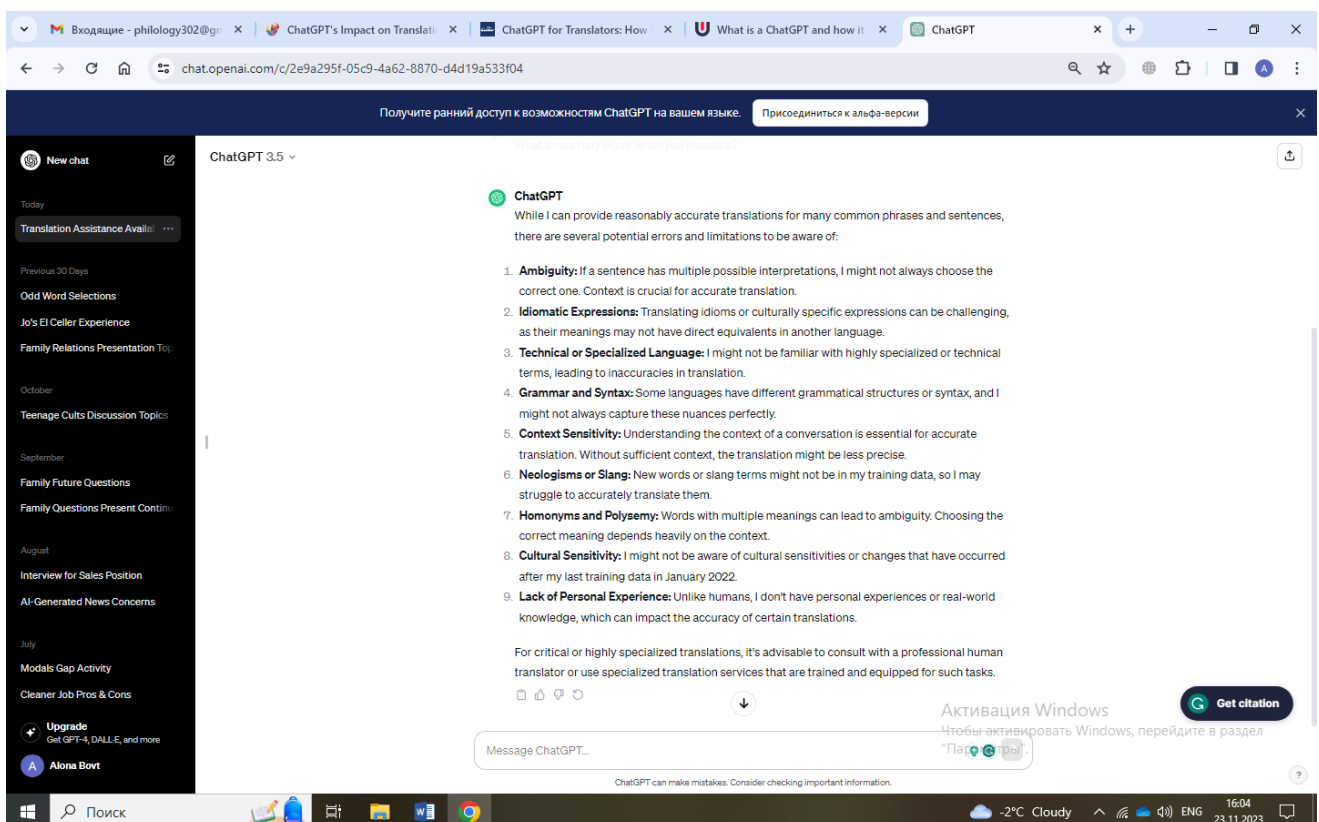 Входящие - philology302@gm
ChatGPT's Impact on Translati
ChatGPT for Translators: How
What is a ChatGPT and how it
ChatGPT
chat.openai.com/c/2e9a295f-05c9-4a62-8870-d4d19a533f04
A
Получите ранний доступ к возможностям ChatGPT на вашем языке.
Присоединиться к альфа-версии
New chat
Today
Translation Assistance Availal
Previous 30 Days
Odd Word Selections
Jo's El Celler Experience
Family Relations Presentation Top
October
Teenage Cults Discussion Topics
September
Family Future Questions
Family Questions Present Continu
August
Interview for Sales Position
AI-Generated News Concerns
July
Modals Gap Activity
Cleaner Job Pros & Cons
Upgrade
Get GPT-4, DALL·E, and more
A Alona Bovt
ChatGPT 3.5
What errors may occur when you translate?
ChatGPT
While I can provide reasonably accurate translations for many common phrases and sentences,
there are several potential errors and limitations to be aware of:
1. Ambiguity: If a sentence has multiple possible interpretations, I might not always choose the
correct one. Context is crucial for accurate translation.
2. Idiomatic Expressions: Translating idioms or culturally specific expressions can be challenging,
as their meanings may not have direct equivalents in another language.
3. Technical or Specialized Language: I might not be familiar with highly specialized or technical
terms, leading to inaccuracies in translation.
4. Grammar and Syntax: Some languages have different grammatical structures or syntax, and I
might not always capture these nuances perfectly.
5. Context Sensitivity: Understanding the context of a conversation is essential for accurate
translation. Without sufficient context, the translation might be less precise.
6. Neologisms or Slang: New words or slang terms might not be in my training data, so I may
struggle to accurately translate them.
7. Homonyms and Polysemy: Words with multiple meanings can lead to ambiguity. Choosing the
correct meaning depends heavily on the context.
8. Cultural Sensitivity: I might not be aware of cultural sensitivities or changes that have occurred
after my last training data in January 2022.
9. Lack of Personal Experience: Unlike humans, I don't have personal experiences or real-world
knowledge, which can impact the accuracy of certain translations.
For critical or highly specialized translations, it's advisable to consult with a professional human
translator or use specialized translation services that are trained and equipped for such tasks.
Get citation
Активация Windows
Чтобы активировать Windows, перейдите в раздел
"Параметры".
Message ChatGPT...
ChatGPT can make mistakes. Consider checking important information.
?
Поиск
-2°C Cloudy
ENG
16:04
23.11.2023